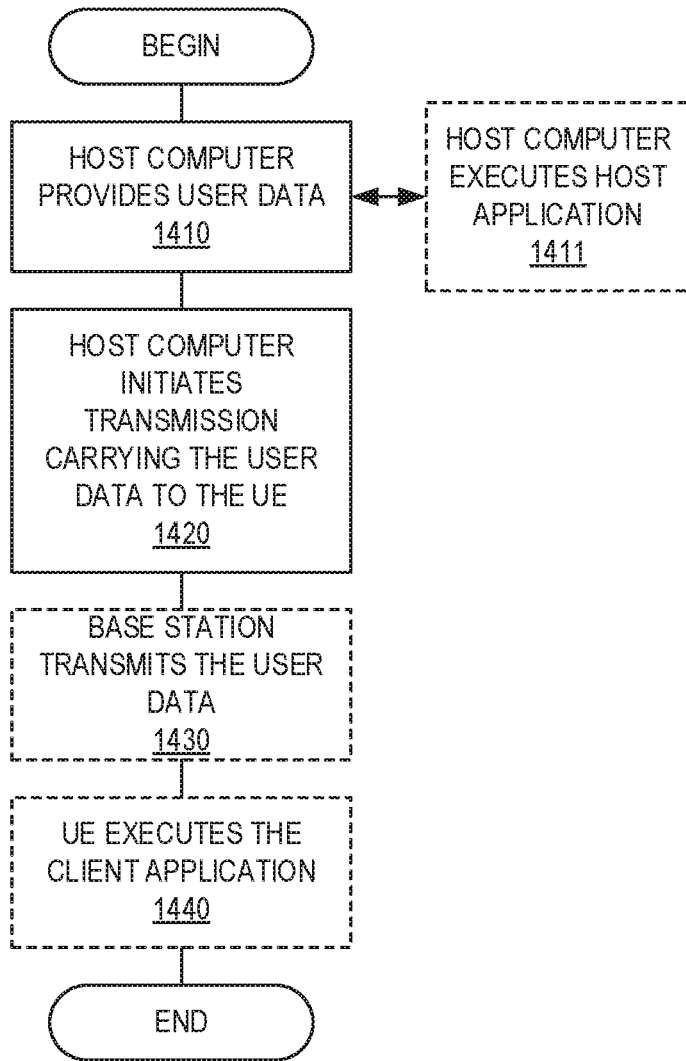 BEGIN
HOST COMPUTER
PROVIDES USER DATA
1410
HOST COMPUTER
EXECUTES HOST
APPLICATION
1411
HOST COMPUTER
INITIATES
TRANSMISSION
CARRYING THE USER
DATA TO THE UE
1420
BASE STATION
TRANSMITS THE USER
DATA
1430
UE EXECUTES THE
CLIENT APPLICATION
1440
END